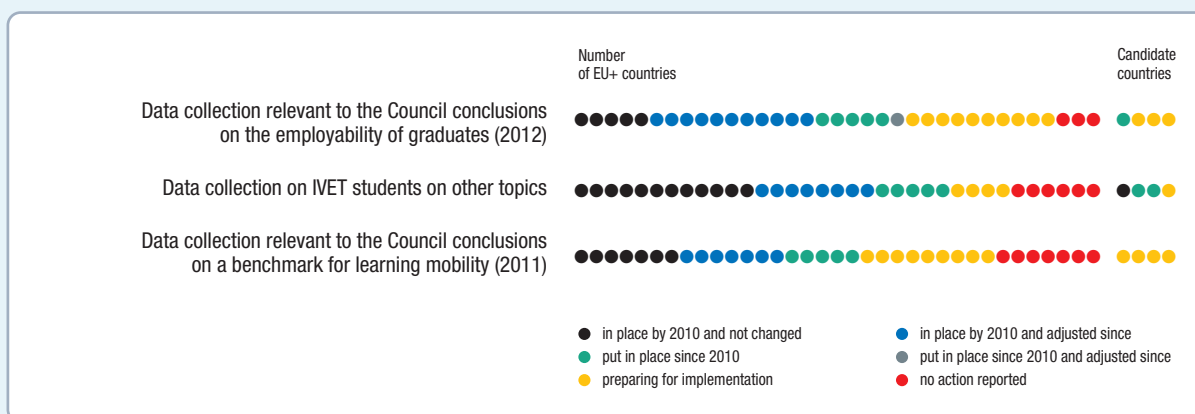 Number
of EU+ countries
Candidate
countries
Data collection relevant to the Council conclusions
on the employability of graduates (2012)
Data collection on IVET students on other topics
Data collection relevant to the Council conclusions
on a benchmark for learning mobility (2011)
in place by 2010 and not changed
in place by 2010 and adjusted since
put in place since 2010
put in place since 2010 and adjusted since
preparing for implementation
no action reported